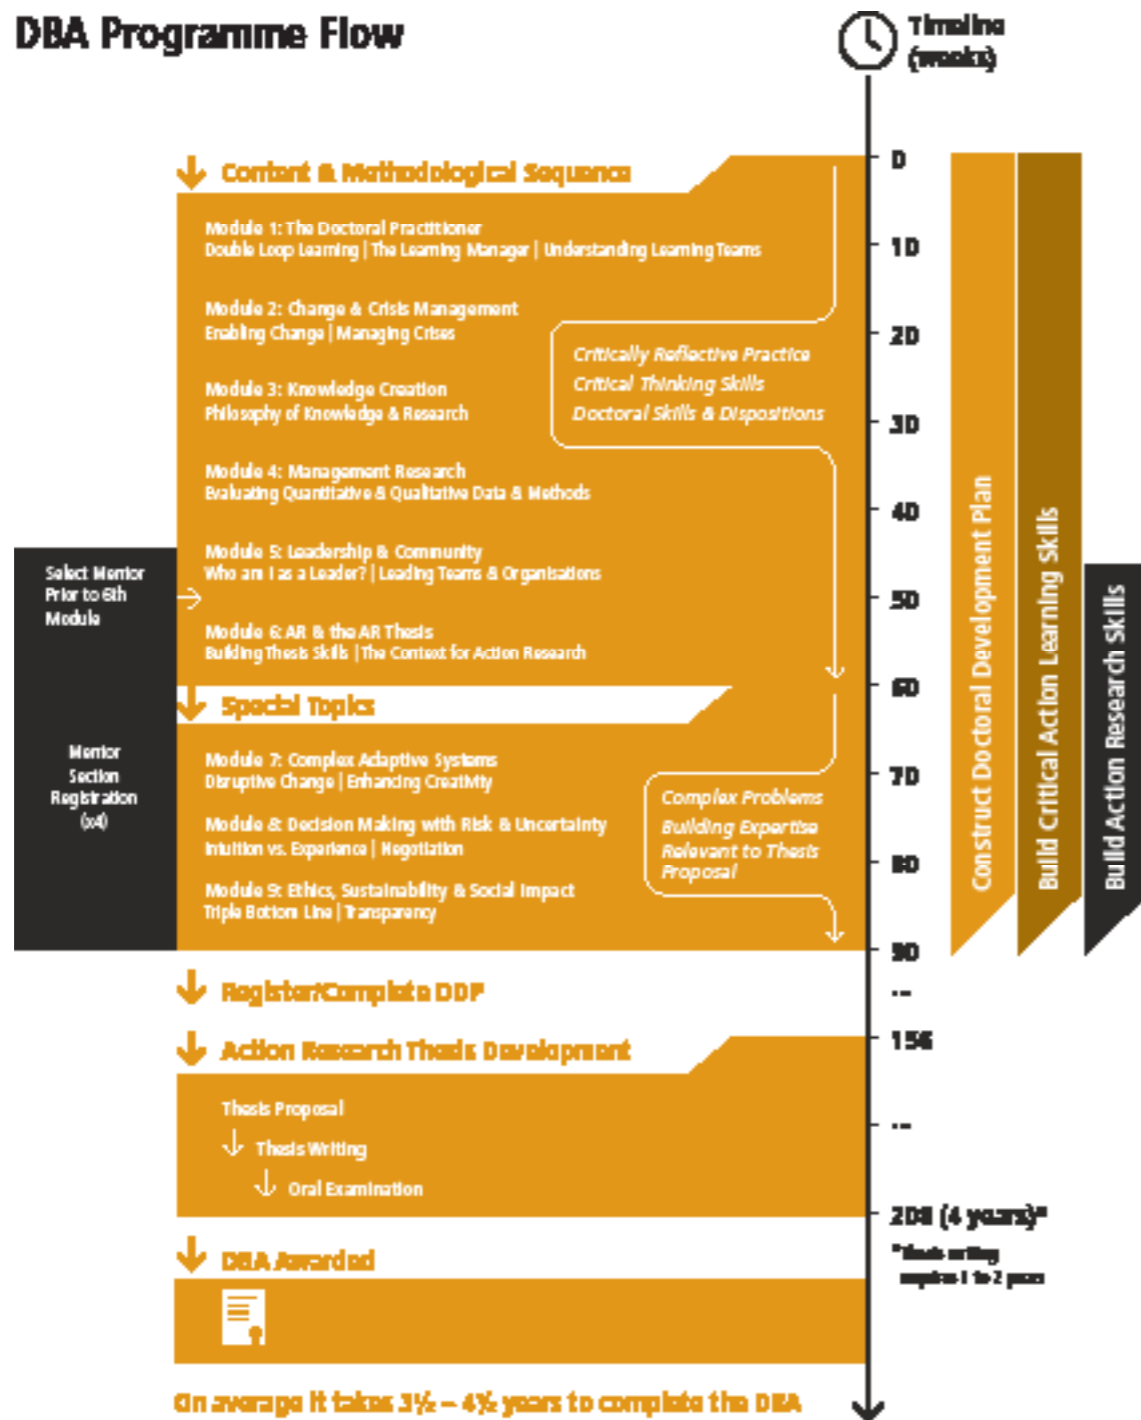 DBA Programme Flow
Timeline
(weeks)
Content & Methodological Sequence
Module 1: The Doctoral Practitioner
Double Loop Learning | The Learning Manager | Understanding Learning Teams
Module 2: Change & Crisis Management
Enabling Change | Managing Crises
Module 3: Knowledge Creation
Philosophy of Knowledge & Research
Module 4: Management Research
Evaluating Quantitative & Qualitative Data & Methods
Module 5: Leadership & Community
Who am I as a Leader? | Leading Teams & Organisations
Module 6: AR & the AR Thesis
Building Thesis Skills | The Context for Action Research
Critically Reflective Practice
Critical Thinking Skills
Doctoral Skills & Dispositions
Select Mentor
Prior to 6th
Module
Mentor
Section
Registration
(x4)
Special Topics
Module 7: Complex Adaptive Systems
Disruptive Change | Enhancing Creativity
Module 8: Decision Making with Risk & Uncertainty
Intuition vs. Experience | Negotiation
Module 9: Ethics, Sustainability & Social Impact
Triple Bottom Line | Transparency
Complex Problems
Building Expertise
Relevant to Thesis
Proposal
Register/Complete DDP
Action Research Thesis Development
Thesis Proposal
Thesis Writing
Oral Examination
DBA Awarded
On average it takes 3½ – 4½ years to complete the DBA
0
10
20
30
40
50
60
70
80
90
--
156
--
208 (4 years)*
*Thesis writing
requires 1 to 2 years
Construct Doctoral Development Plan
Build Critical Action Learning Skills
Build Action Research Skills